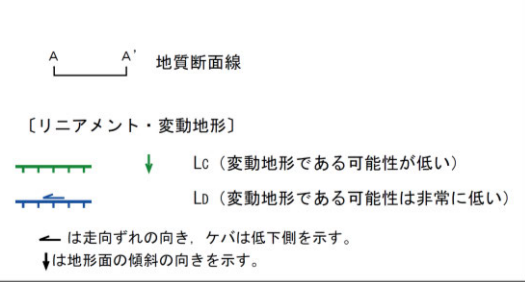 A A'
地質断面線
〔リニアメント・変動地形〕
LC（変動地形である可能性が低い）
LD（変動地形である可能性は非常に低い）
は走向ずれの向き，ケバは低下側を示す。
は地形面の傾斜の向きを示す。